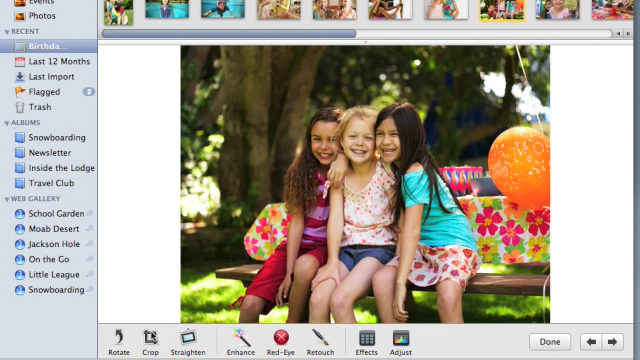 Events
Photos
RECENT
Birthda...
Last 12 Months
Last Import
Flagged 2
Trash
ALBUMS
Snowboarding
Newsletter
Inside the Lodge
Travel Club
WEB GALLERY
School Garden
Moab Desert
Jackson Hole
On the Go
Little League
Snowboarding
Rotate
Crop
Straighten
Enhance
Red-Eye
Retouch
Effects
Adjust
Done